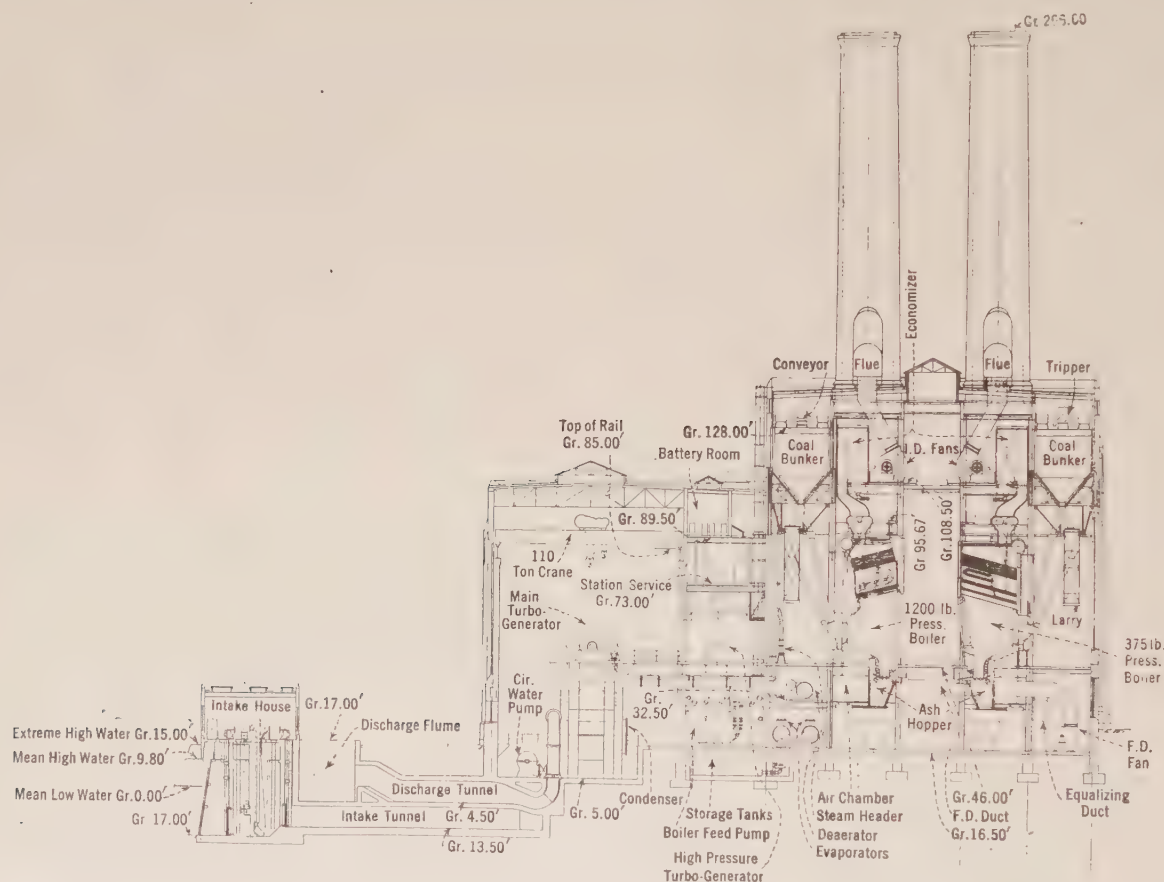 Gr. 266.00
Economizer
Conveyor
Flue
Flue
Tripper
Top of Rail
Gr. 85.00′
Gr. 128.00′
Battery Room
Coal
Bunker
I.D. Fans
Coal
Bunker
Gr. 89.50′
Gr 95.67′
Gr.108.50′
110
Ton Crane
Station Service
Gr.73.00′
Main
Turbo-
Generator
1200 lb.
Press.
Boiler
Larry
375 lb.
Press.
Boiler
Cir.
Water
Pump
Gr.
32.50′
Ash
Hopper
F.D.
Fan
Intake House
Gr.17.00′
Discharge Flume
Extreme High Water Gr.15.00′
Mean High Water Gr.9.80′
Mean Low Water Gr.0.00′
Gr 17.00′
Discharge Tunnel
Intake Tunnel
Gr. 4.50′
Gr. 13.50′
Gr. 5.00′
Condenser
Storage Tanks
Boiler Feed Pump
High Pressure
Turbo-Generator
Air Chamber
Steam Header
Deaerator
Evaporators
Gr.46.00′
F.D. Duct
Gr.16.50′
Equalizing
Duct